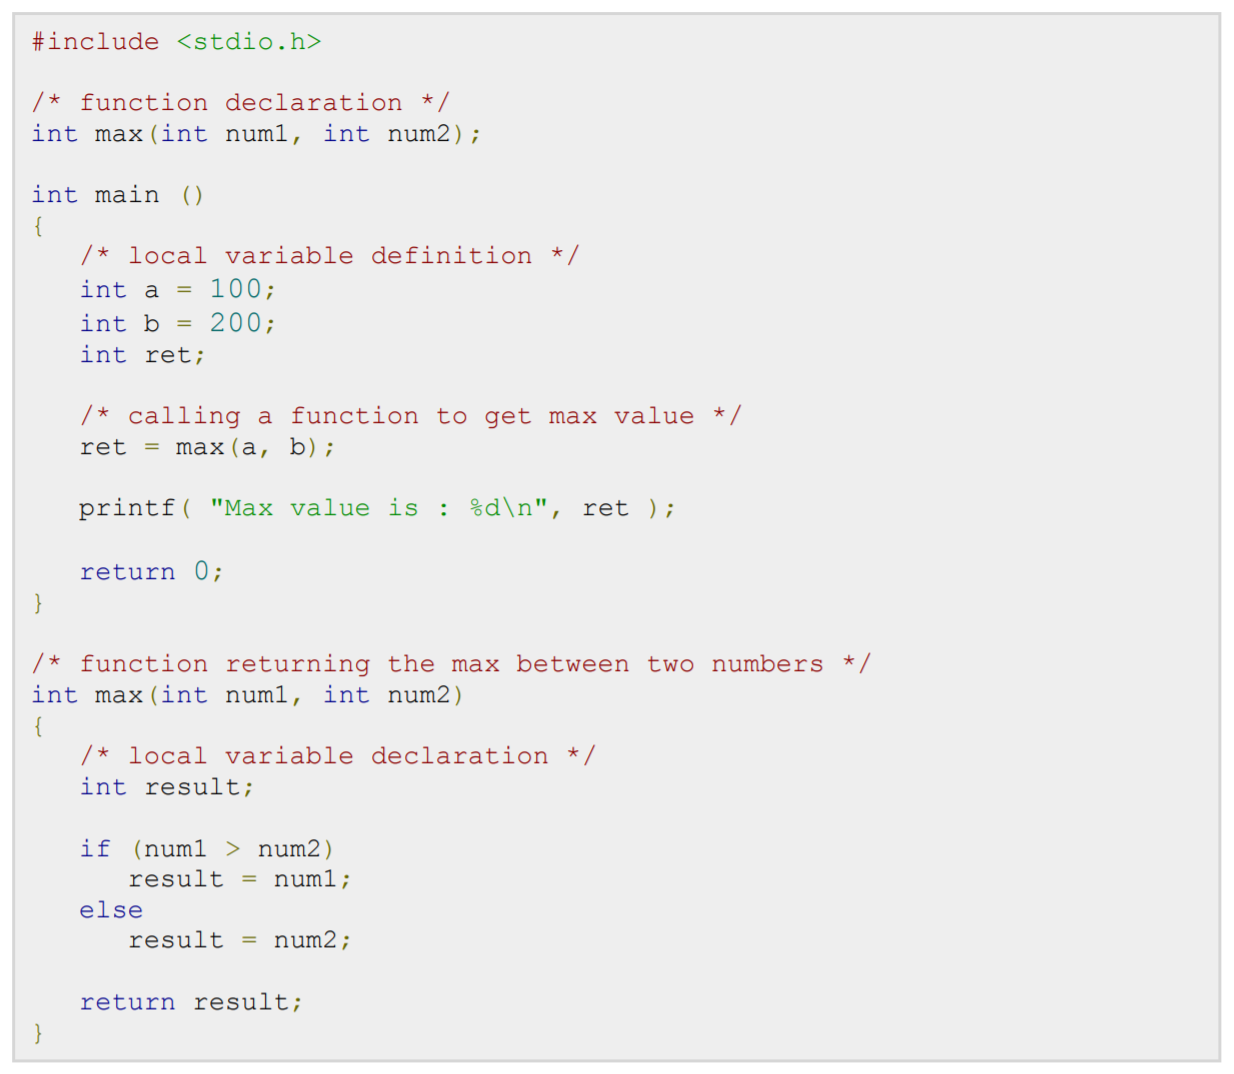 #include <stdio.h>
/* function declaration */
int max(int num1, int num2);
int main ()
{
/* local variable definition */
int a = 100;
int b = 200;
int ret;
/* calling a function to get max value */
ret = max(a, b);
printf( "Max value is : %d\n", ret );
return 0;
}
/* function returning the max between two numbers */
int max(int num1, int num2)
{
/* local variable declaration */
int result;
if (num1 > num2)
result = num1;
else
result = num2;
return result;
}